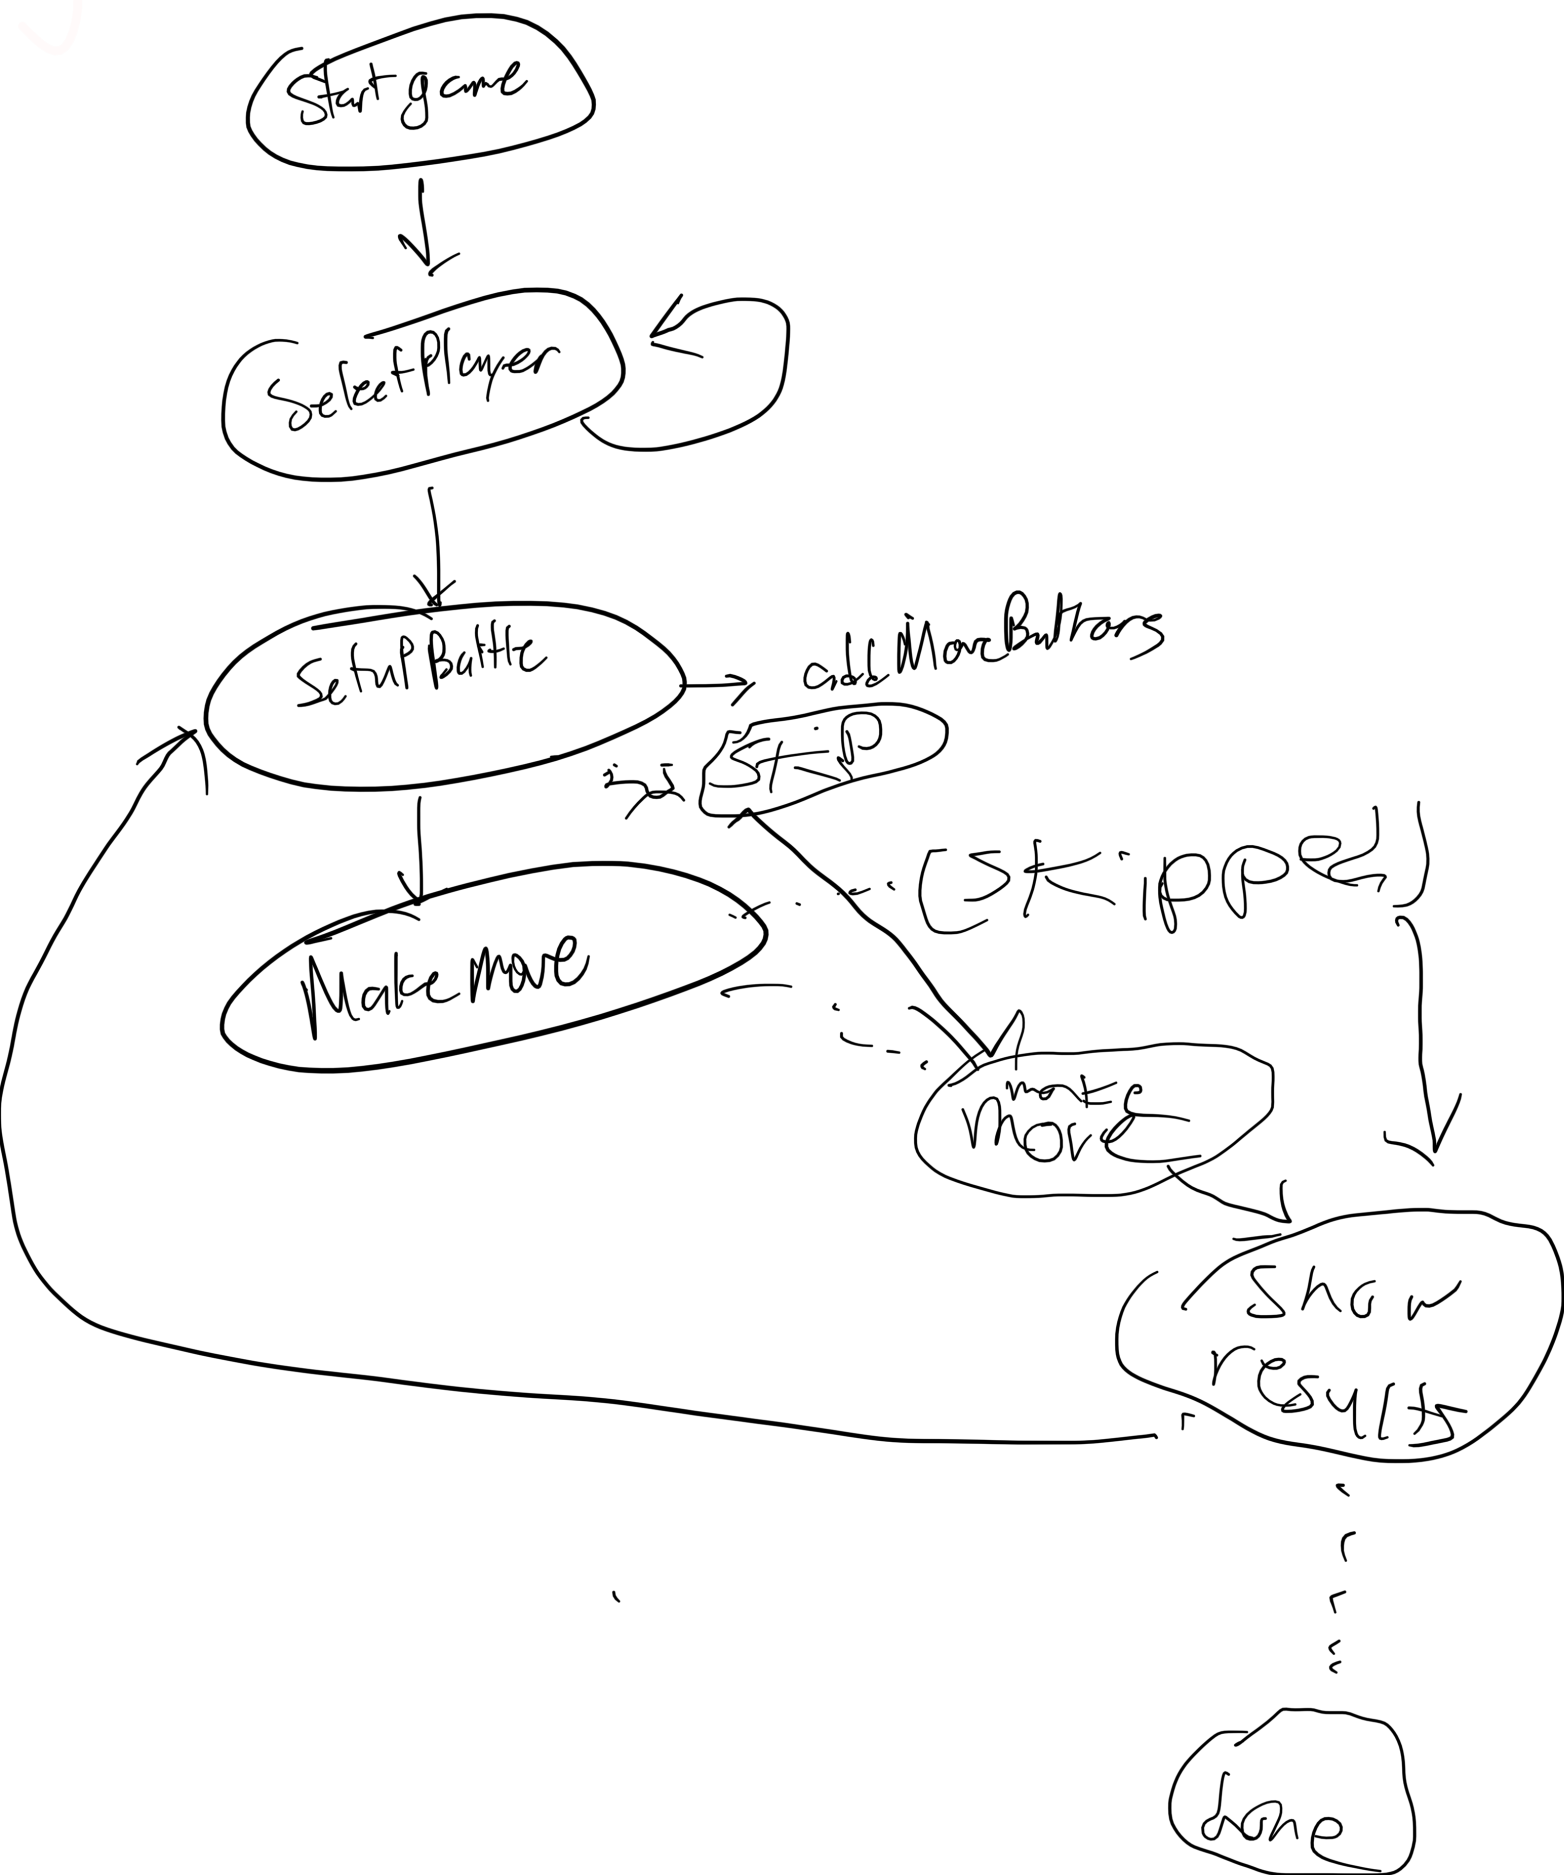 Start game
SelectPlayer
SetupBattle
addMoveButtons
Skip
(skipped)
Make move
make
move
show
results
done